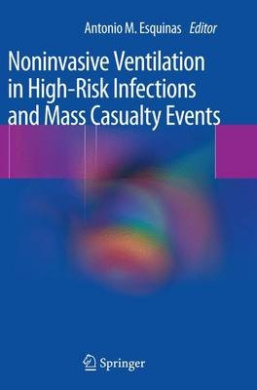 Antonio M. Esquinas Editor
Noninvasive Ventilation
in High-Risk Infections
and Mass Casualty Events
Springer